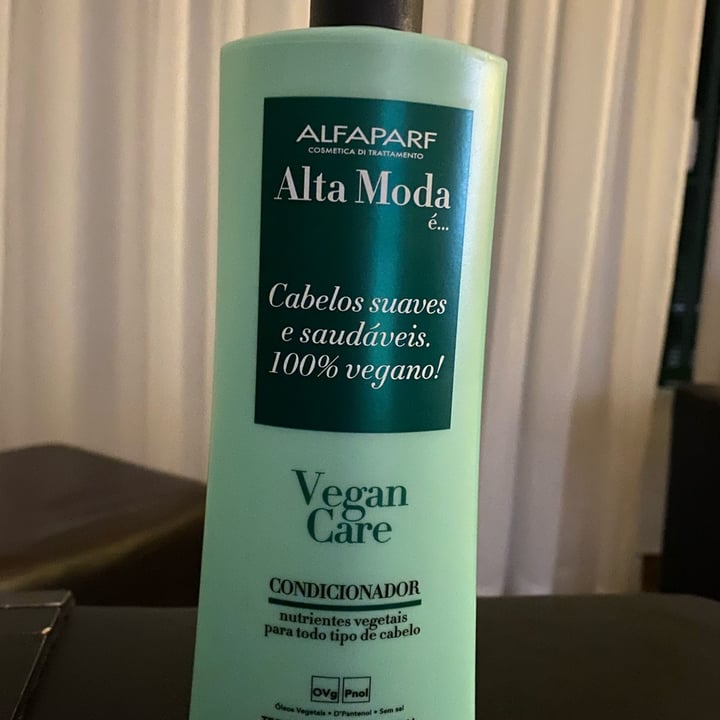 ALFAPARF
COSMETICA DI TRATTAMENTO
Alta Moda
é...
Cabelos suaves
e saudáveis.
100% vegano!
Vegan
Care
CONDICIONADOR
nutrientes vegetais
para todo tipo de cabelo
OVg Pnol
Óleos Vegetais • D'Pantenol • Sem sal